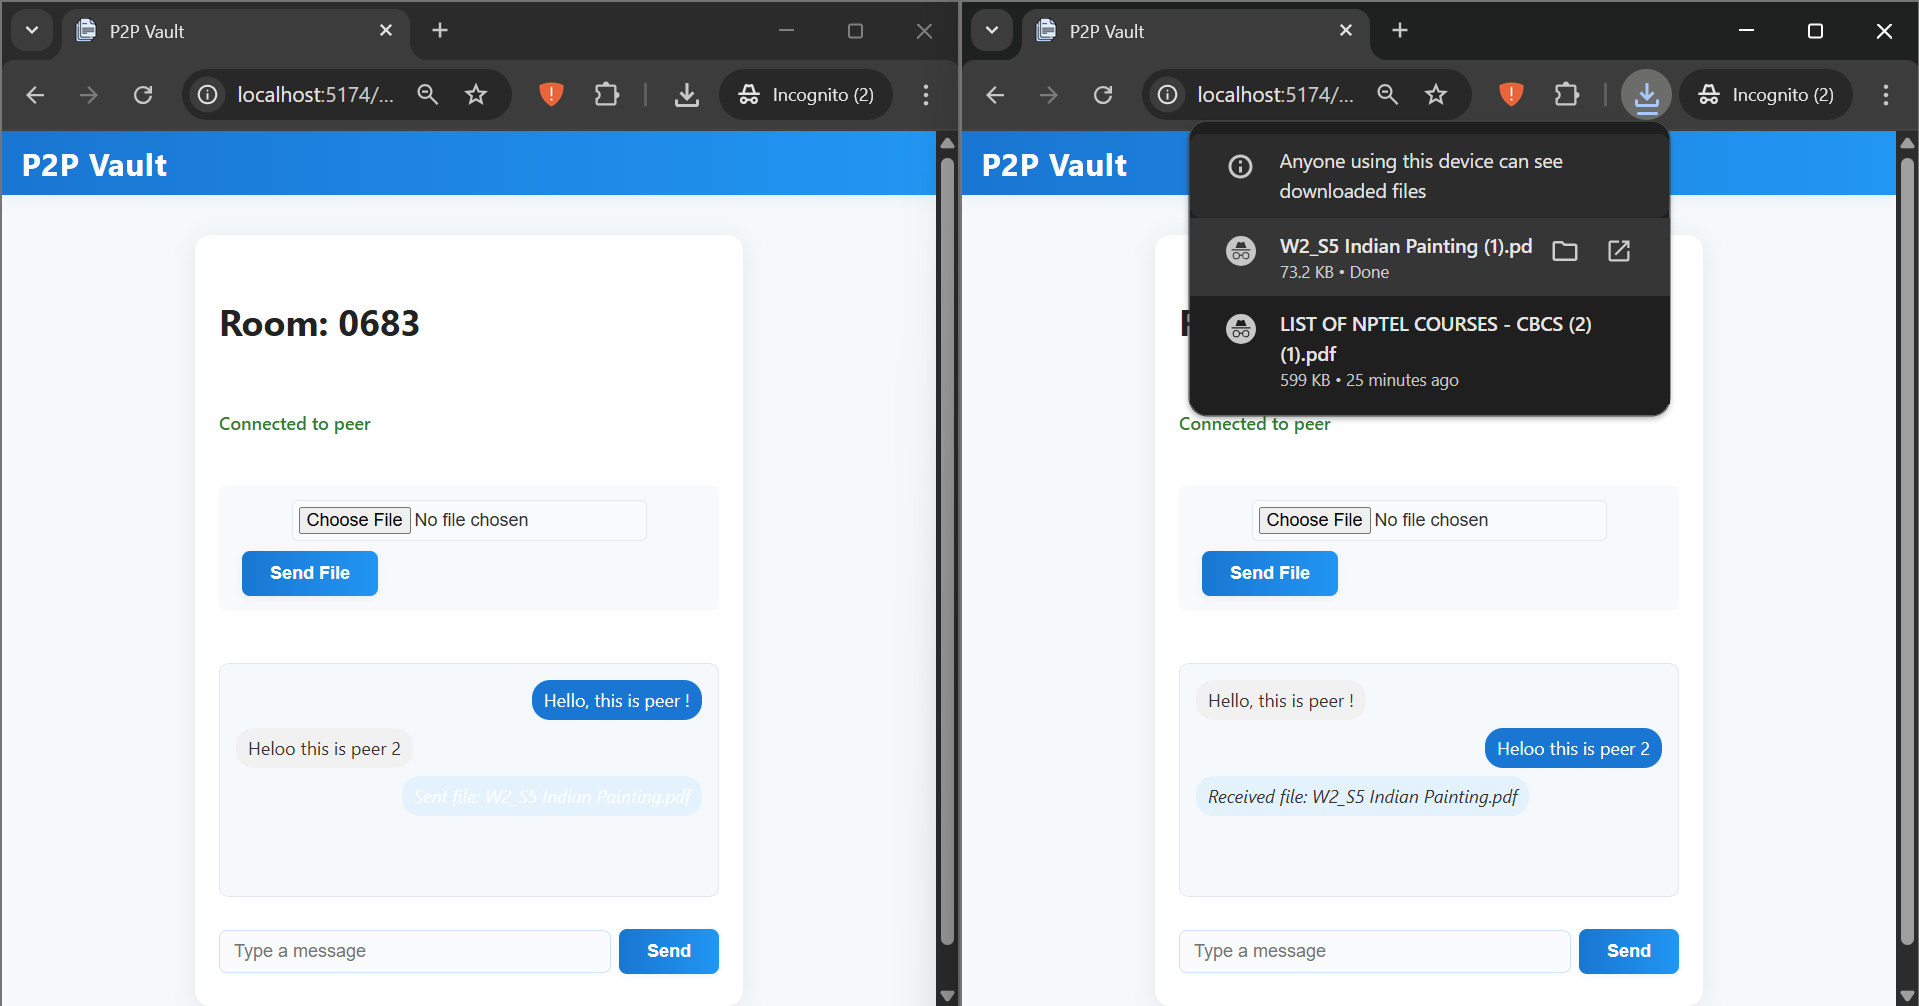 P2P Vault
localhost:5174/...
Incognito (2)
P2P Vault
Room: 0683
Connected to peer
Choose File No file chosen
Send File
Hello, this is peer !
Heloo this is peer 2
Sent file: W2_S5 Indian Painting.pdf
Type a message
Send
P2P Vault
localhost:5174/...
Incognito (2)
P2P Vault
Anyone using this device can see
downloaded files
W2_S5 Indian Painting (1).pd
73.2 KB • Done
LIST OF NPTEL COURSES - CBCS (2)
(1).pdf
599 KB • 25 minutes ago
Connected to peer
Choose File No file chosen
Send File
Hello, this is peer !
Heloo this is peer 2
Received file: W2_S5 Indian Painting.pdf
Type a message
Send